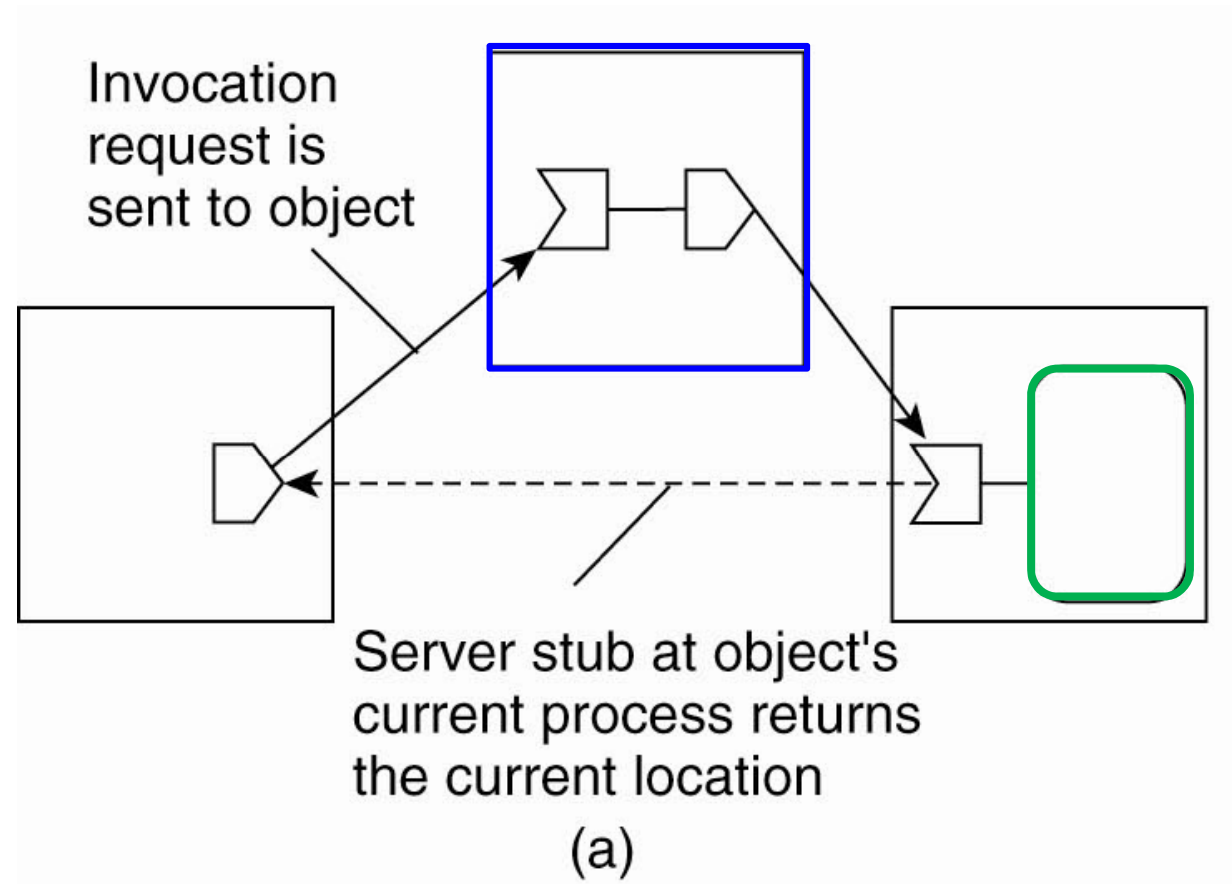 Invocation
request is
sent to object
Server stub at object's
current process returns
the current location
(a)